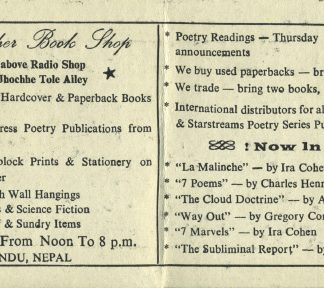 her Book Shop
above Radio Shop
Jhochhe Tole Alley
Hardcover & Paperback Books
ress Poetry Publications from
lock Prints & Stationery on
er
h Wall Hangings
s & Science Fiction
f & Sundry Items
From Noon To 8 p.m.
NDU, NEPAL
* Poetry Readings — Thursday
announcements
* We buy used paperbacks — br
* We trade — bring two books,
* International distributors for al
& Starstreams Poetry Series Pu
! Now In
* "La Malinche" — by Ira Cohe
* "7 Poems" — by Charles Henr
* "The Cloud Doctrine" — by A
* "Way Out" — by Gregory Cor
* "7 Marvels" — by Ira Cohen
* "The Subliminal Report" — by